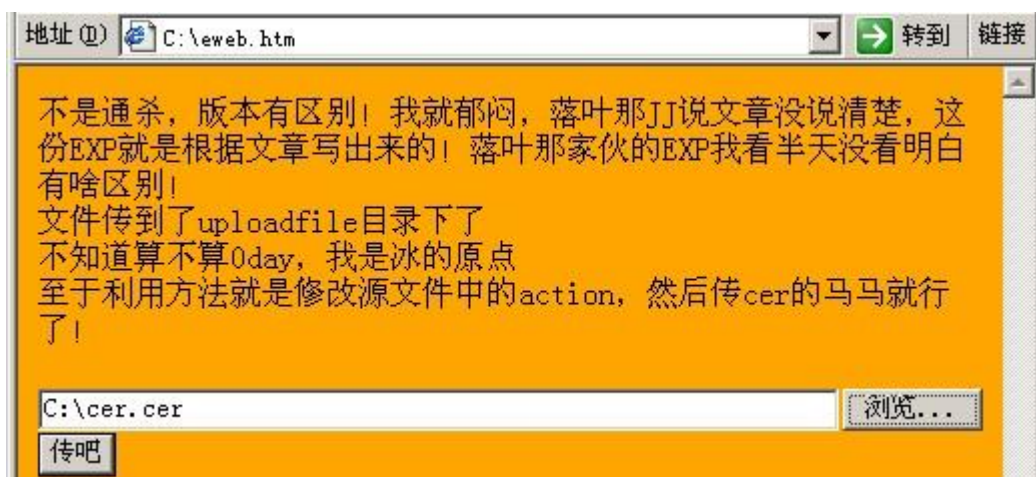 地址(D) C:\eweb.htm 转到 链接
不是通杀，版本有区别！我就郁闷，落叶那JJ说文章没说清楚，这
份EXP就是根据文章写出来的！落叶那家伙的EXP我看半天没看明白
有啥区别！
文件传到了uploadfile目录下了
不知道算不算0day，我是冰的原点
至于利用方法就是修改源文件中的action，然后传cer的马马就行
了！
C:\cer.cer 浏览...
传吧